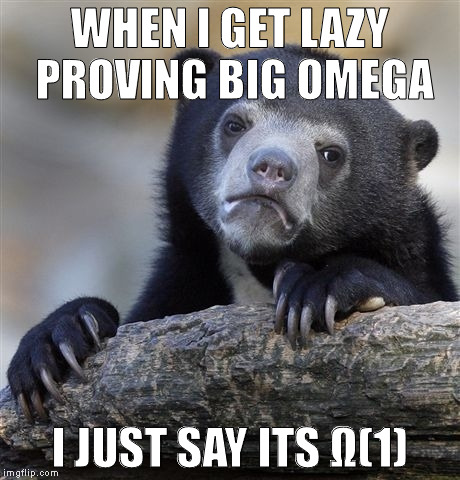 WHEN I GET LAZY
PROVING BIG OMEGA
I JUST SAY ITS Ω(1)
imgflip.com